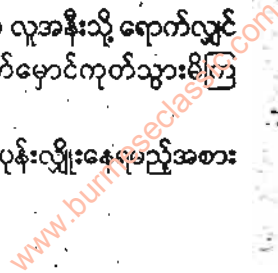 လူအနီးသို့ ရောက်လျှင်
မှောင်ကုတ်သွားမိကြ
ပုန်းလျှိုးနေရမည့်အစား
www.burmeseclassic.com